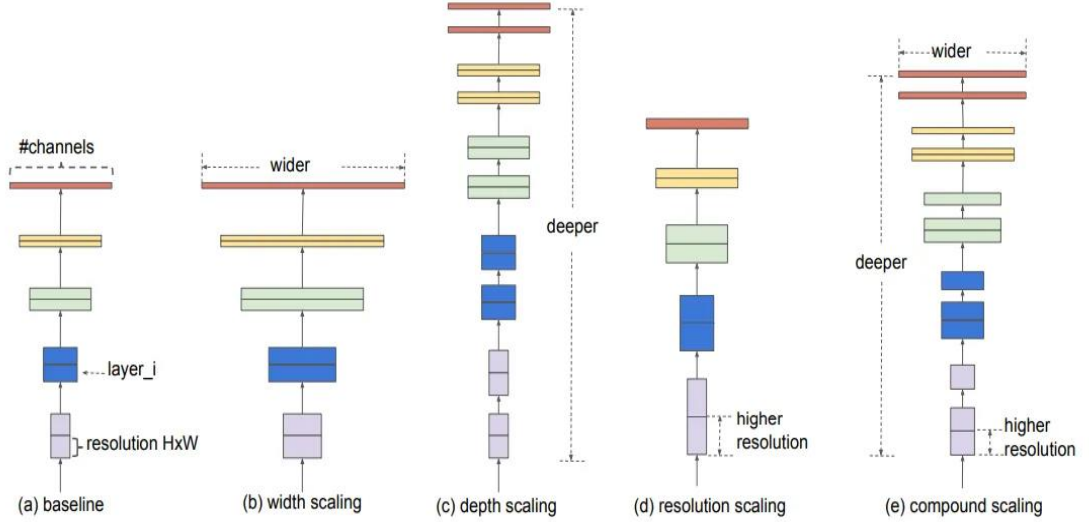 #channels
layer_i
resolution HxW
(a) baseline
wider
(b) width scaling
deeper
(c) depth scaling
higher
resolution
(d) resolution scaling
wider
deeper
higher
resolution
(e) compound scaling